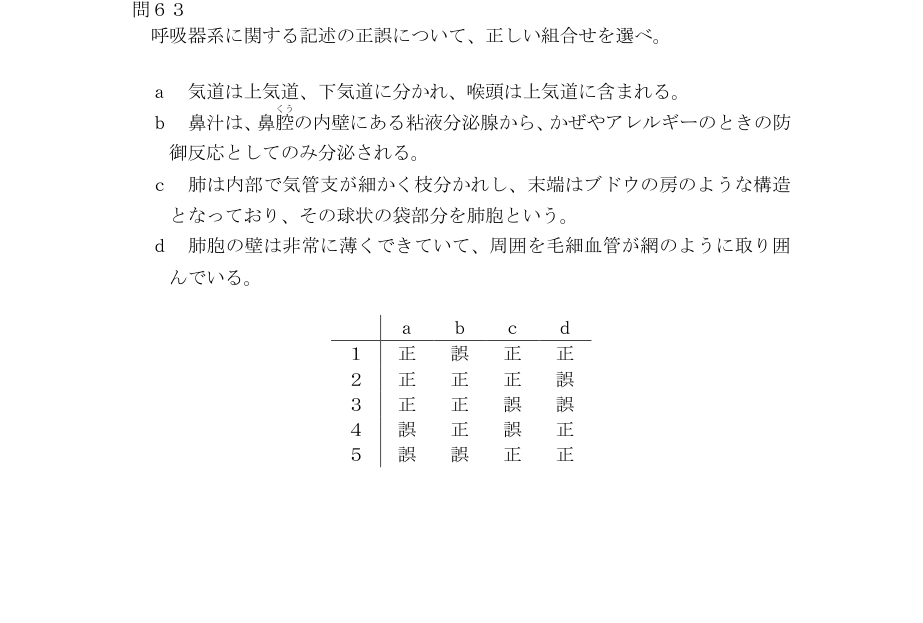 問６３
呼吸器系に関する記述の正誤について、正しい組合せを選べ。
ａ　気道は上気道、下気道に分かれ、喉頭は上気道に含まれる。
くう
ｂ　鼻汁は、鼻腔の内壁にある粘液分泌腺から、かぜやアレルギーのときの防
御反応としてのみ分泌される。
ｃ　肺は内部で気管支が細かく枝分かれし、末端はブドウの房のような構造
となっており、その球状の袋部分を肺胞という。
ｄ　肺胞の壁は非常に薄くできていて、周囲を毛細血管が網のように取り囲
んでいる。
ａ　ｂ　ｃ　ｄ
１　正　誤　正　正
２　正　正　正　誤
３　正　正　誤　誤
４　誤　正　誤　正
５　誤　誤　正　正